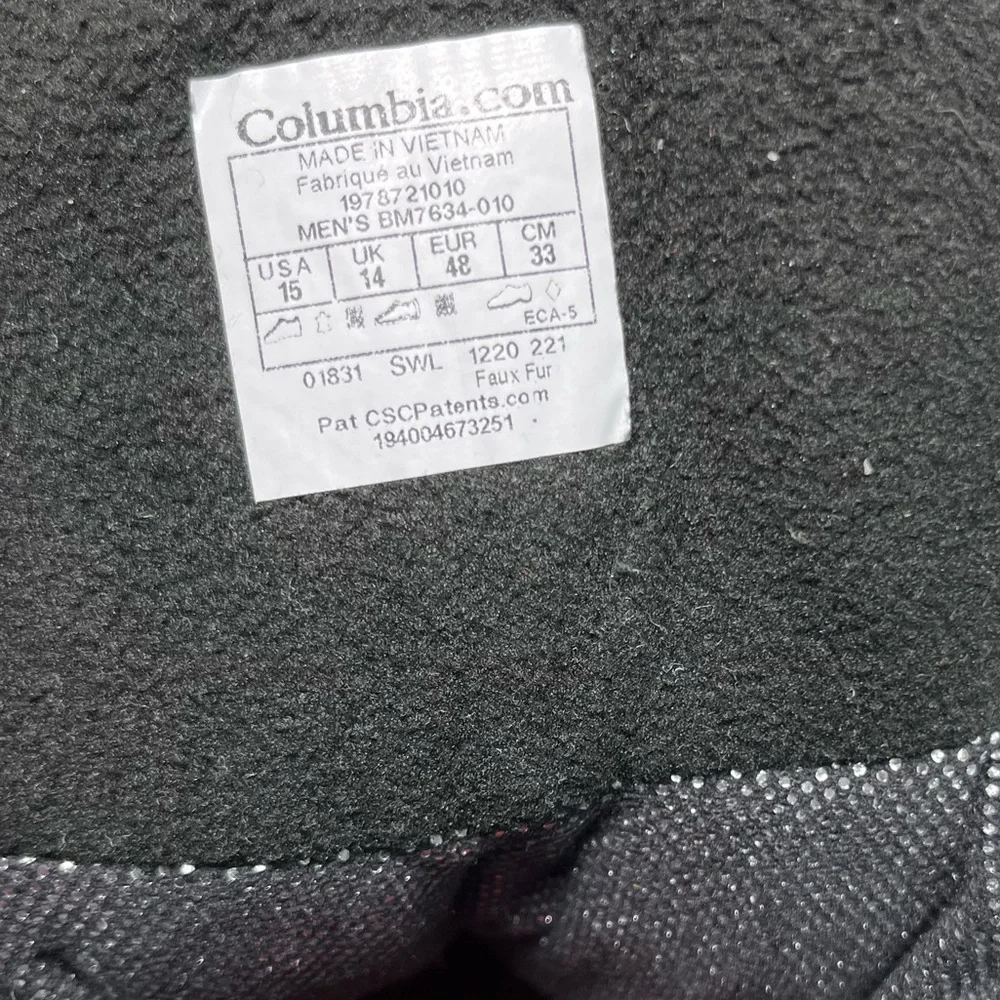 Columbia.com
MADE IN VIETNAM
Fabriqué au Vietnam
1978721010
MEN'S BM7634-010
USA UK EUR CM
15 14 48 33
ECA-5
01831 SWL 1220 221
Faux Fur
Pat CSCPatents.com
194004673251